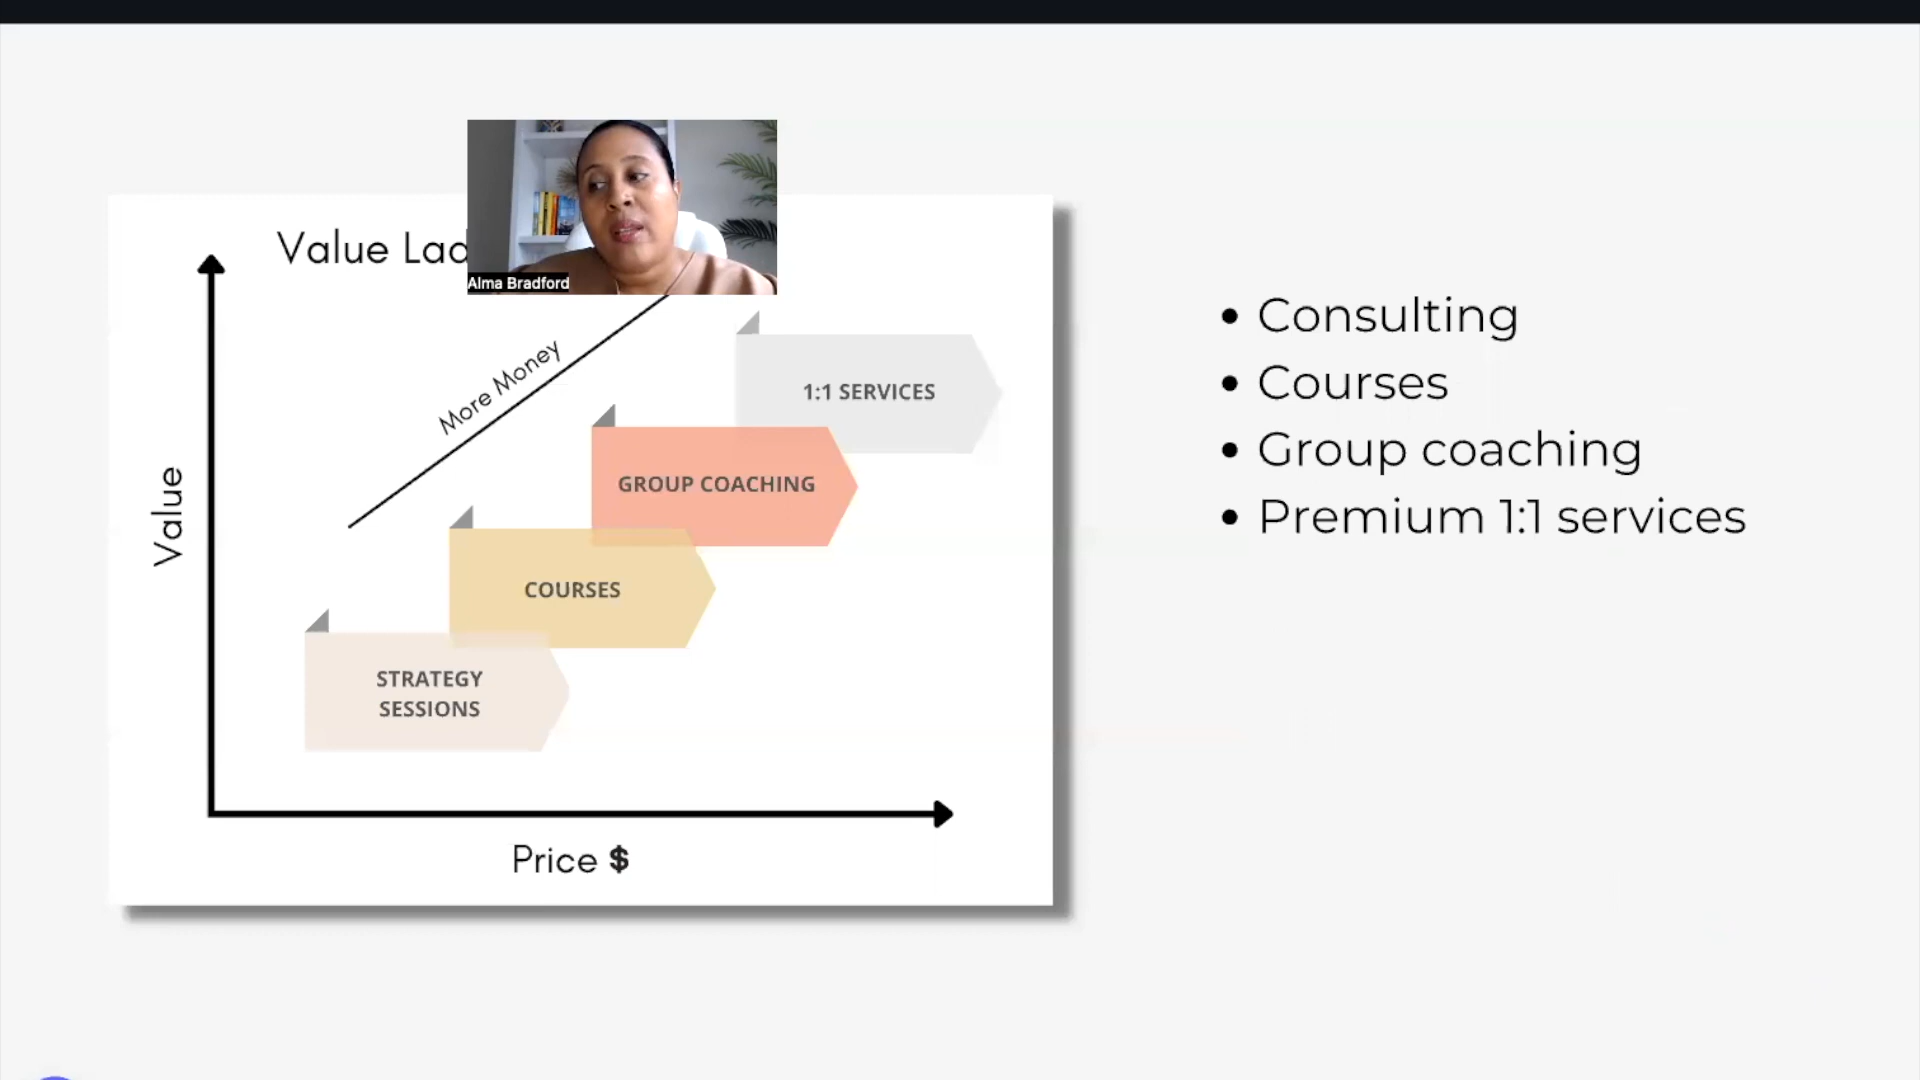 Value Lad
Alma Bradford
More Money
Value
1:1 SERVICES
GROUP COACHING
COURSES
STRATEGY
SESSIONS
Price $
• Consulting
• Courses
• Group coaching
• Premium 1:1 services